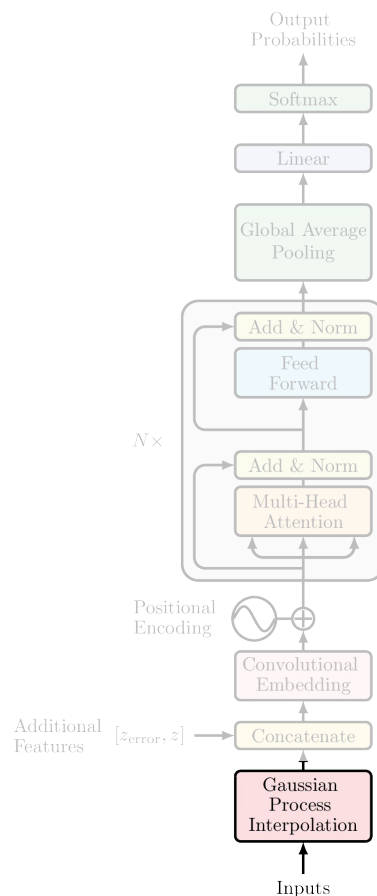 Output
Probabilities
Softmax
Linear
Global Average
Pooling
Add & Norm
Feed
Forward
N×
Add & Norm
Multi-Head
Attention
Positional
Encoding
Convolutional
Embedding
Additional
Features
[z_error, z]
Concatenate
Gaussian
Process
Interpolation
Inputs